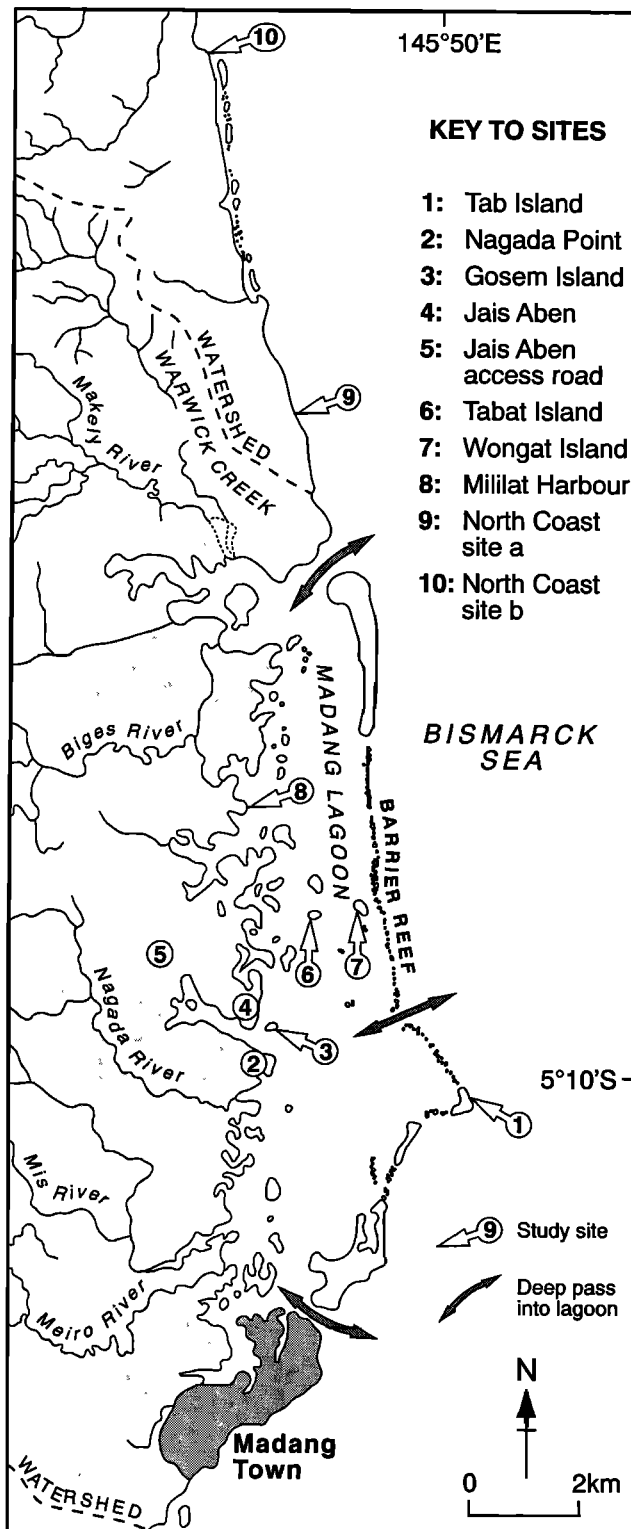 145°50'E
10
KEY TO SITES
1: Tab Island
2: Nagada Point
3: Gosem Island
4: Jais Aben
5: Jais Aben
access road
6: Tabat Island
7: Wongat Island
8: Mililat Harbour
9: North Coast
site a
10: North Coast
site b
WATERSHED
WARWICK CREEK
Makely River
9
MADANG LAGOON
BISMARCK
SEA
Biges River
8
BARRIER REEF
6
7
5
4
3
2
Nagada River
5°10'S
1
Mis River
9 Study site
Meiro River
Deep pass
into lagoon
N
Madang
Town
WATERSHED
0 2km